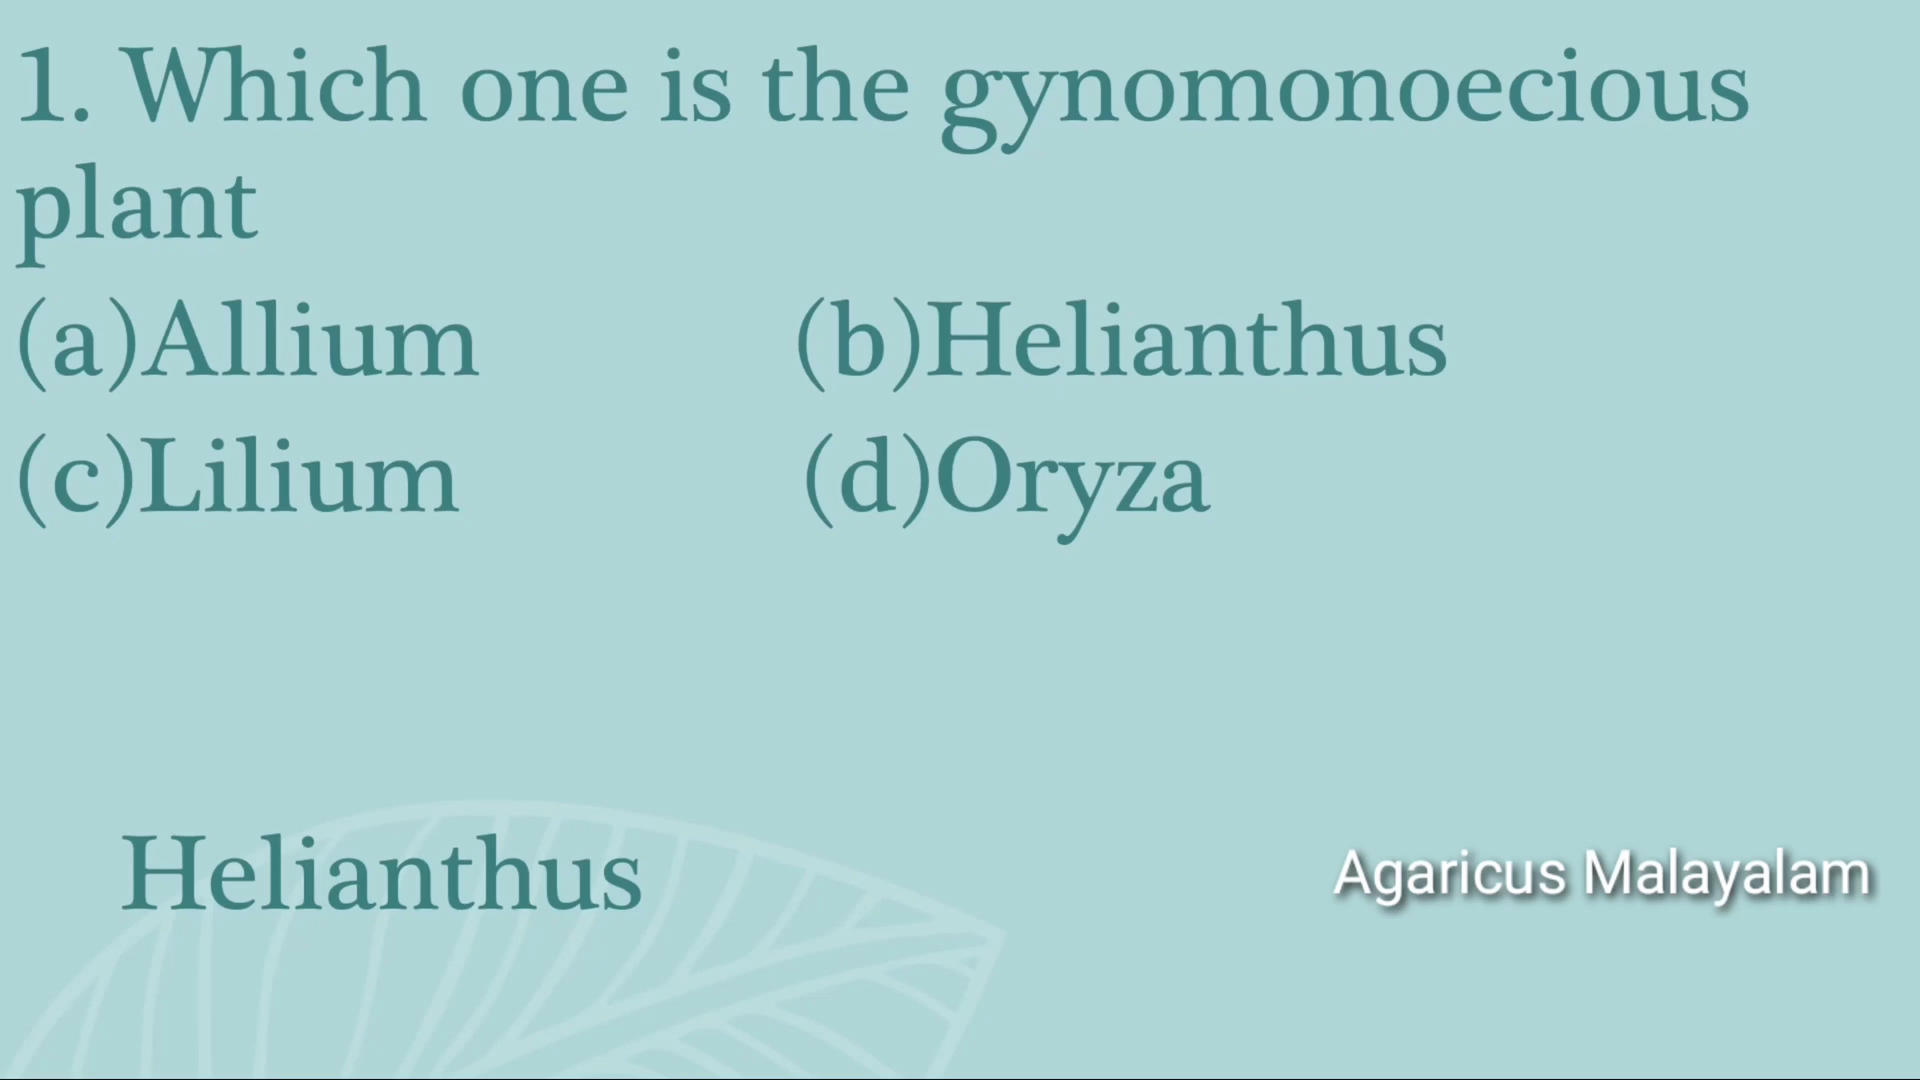 1. Which one is the gynomonoecious
plant
(a)Allium (b)Helianthus
(c)Lilium (d)Oryza
Helianthus
Agaricus Malayalam